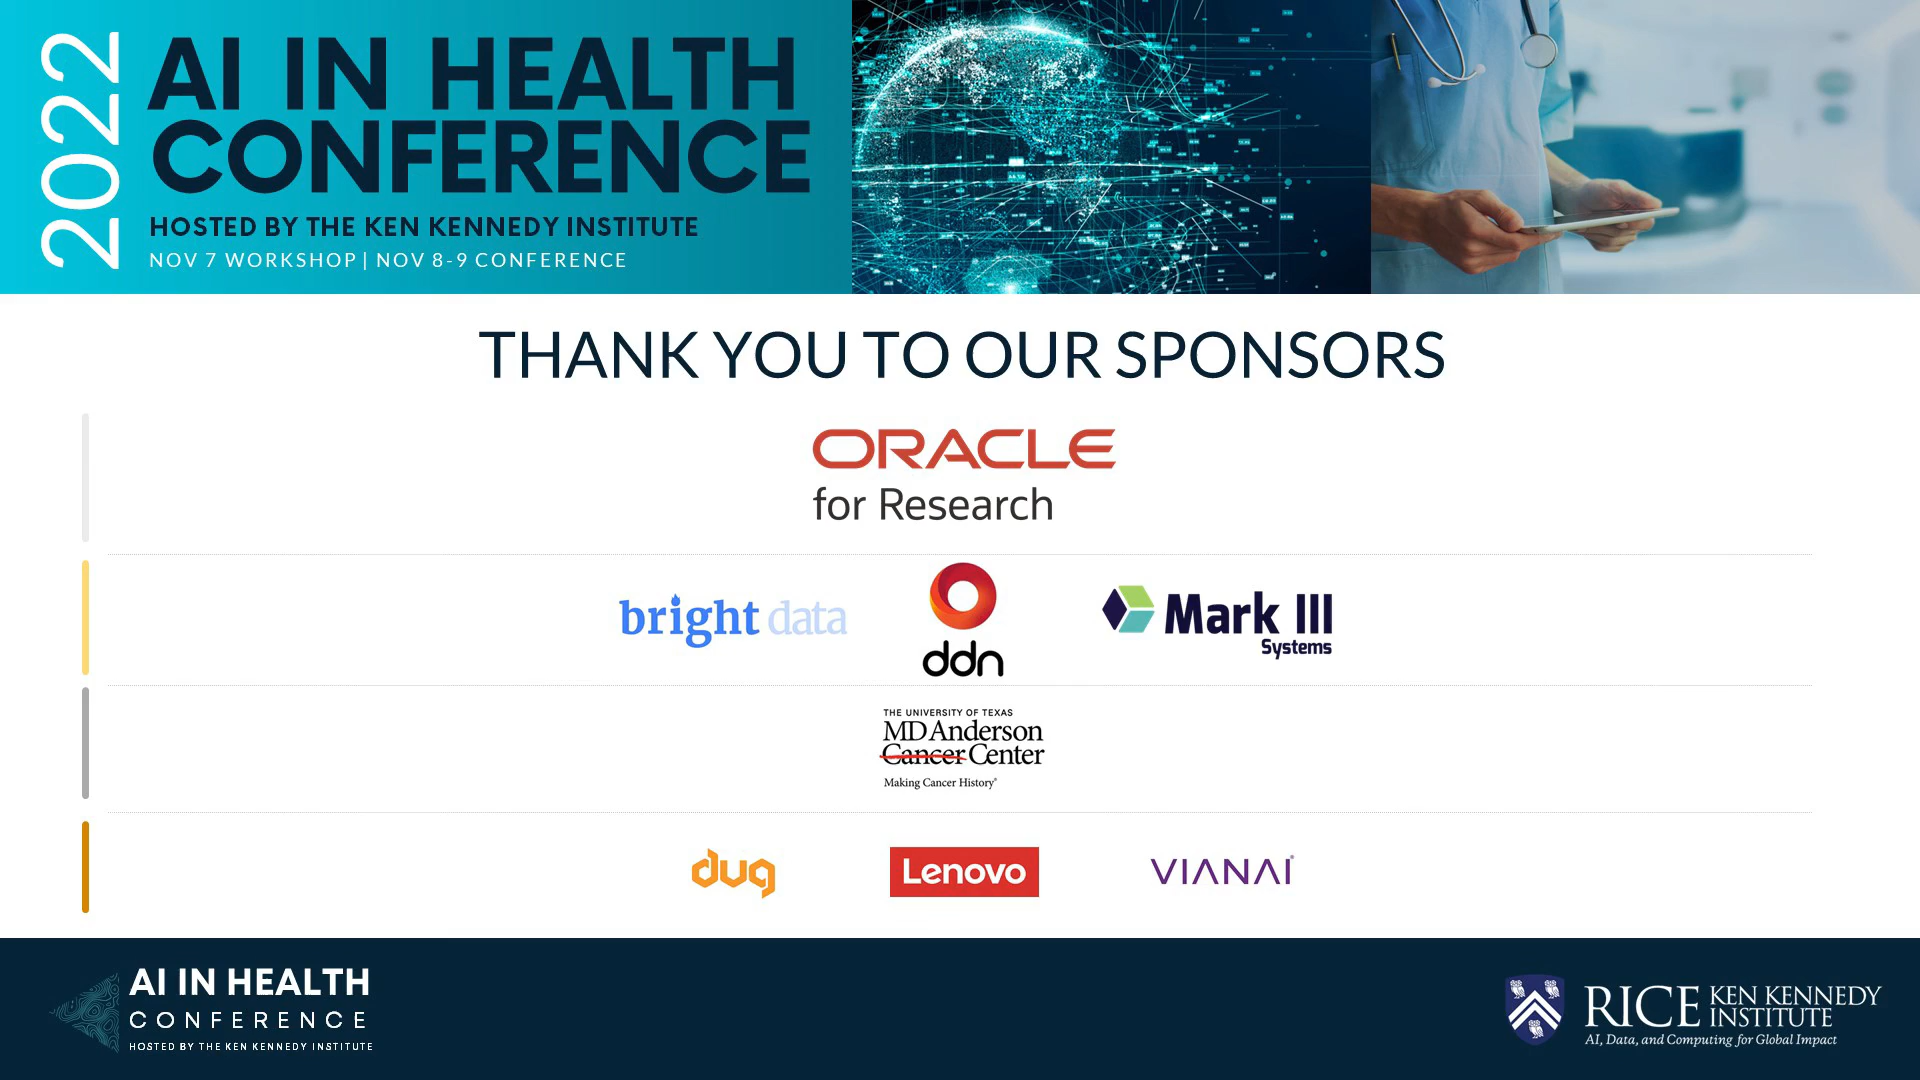 2022
AI IN HEALTH
CONFERENCE
HOSTED BY THE KEN KENNEDY INSTITUTE
NOV 7 WORKSHOP | NOV 8-9 CONFERENCE
THANK YOU TO OUR SPONSORS
ORACLE
for Research
bright data
ddn
Mark III
Systems
THE UNIVERSITY OF TEXAS
MD Anderson
Cancer Center
Making Cancer History®
dug
Lenovo
VIANAI
AI IN HEALTH
CONFERENCE
HOSTED BY THE KEN KENNEDY INSTITUTE
RICE KEN KENNEDY
INSTITUTE
AI, Data, and Computing for Global Impact